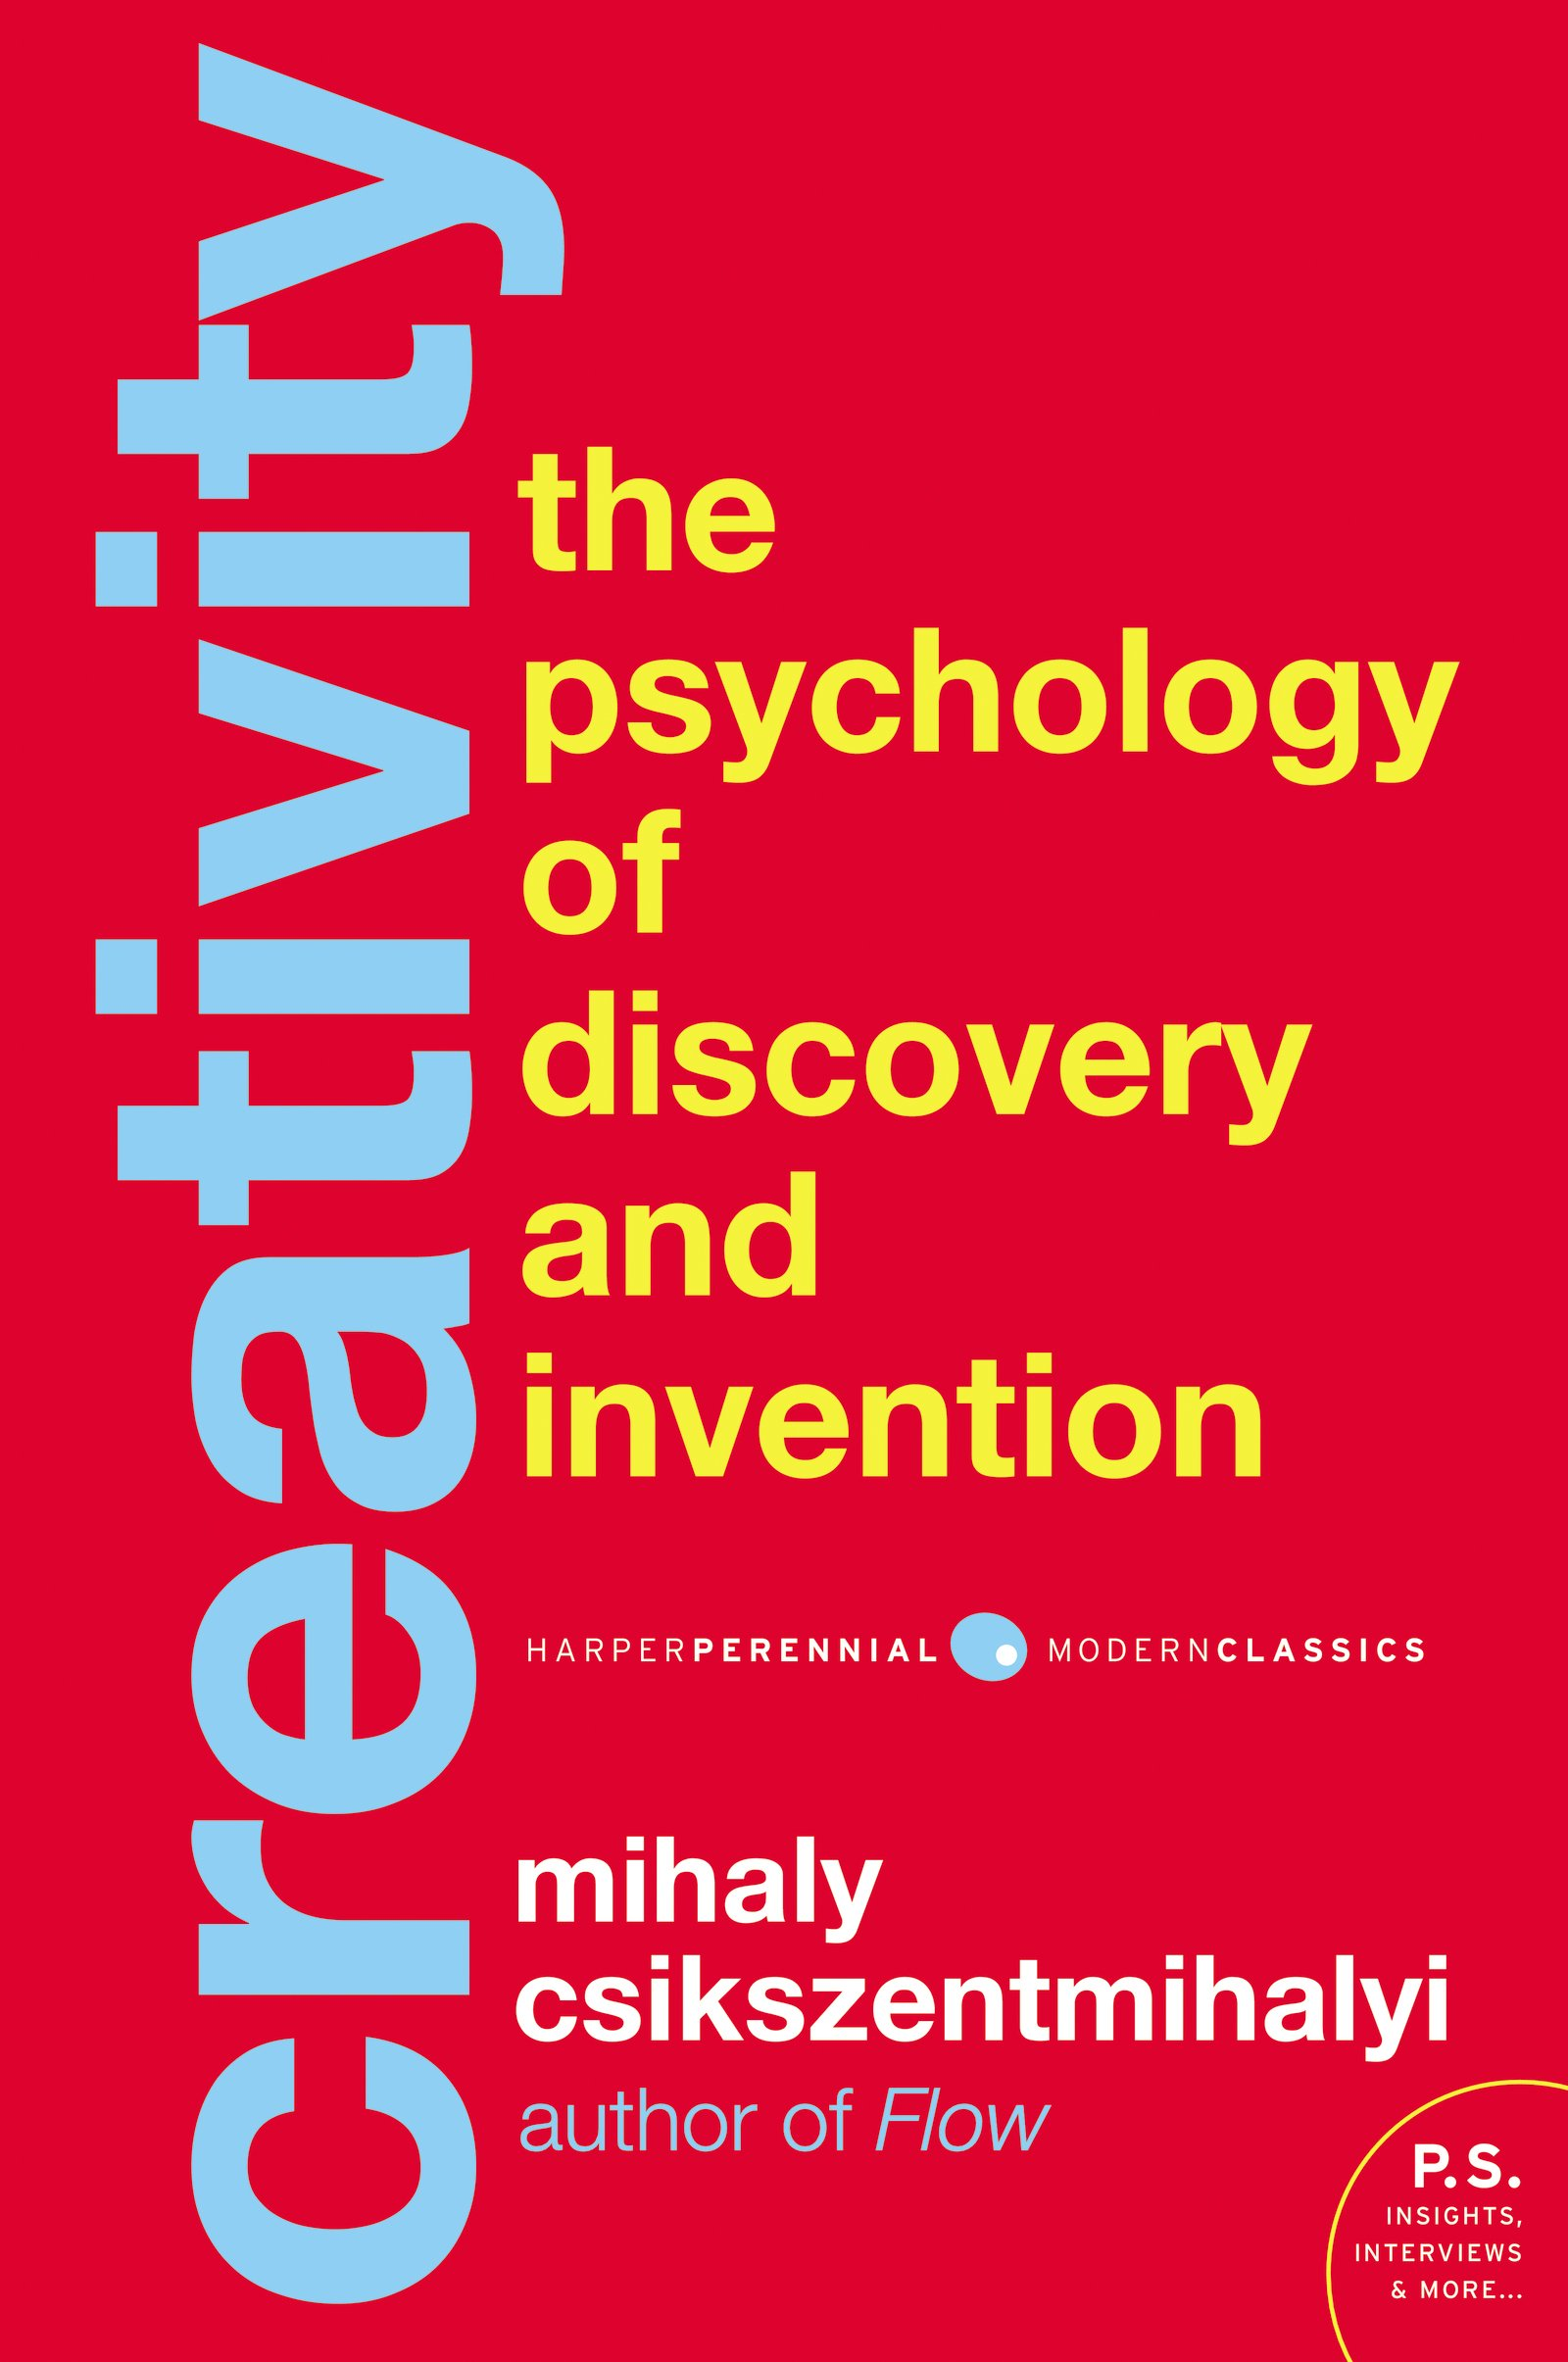 creativity
the
psychology
of
discovery
and
invention
HARPERPERENNIAL MODERNCLASSICS
mihaly
csikszentmihalyi
author of Flow
P.S.
INSIGHTS,
INTERVIEWS
& MORE...